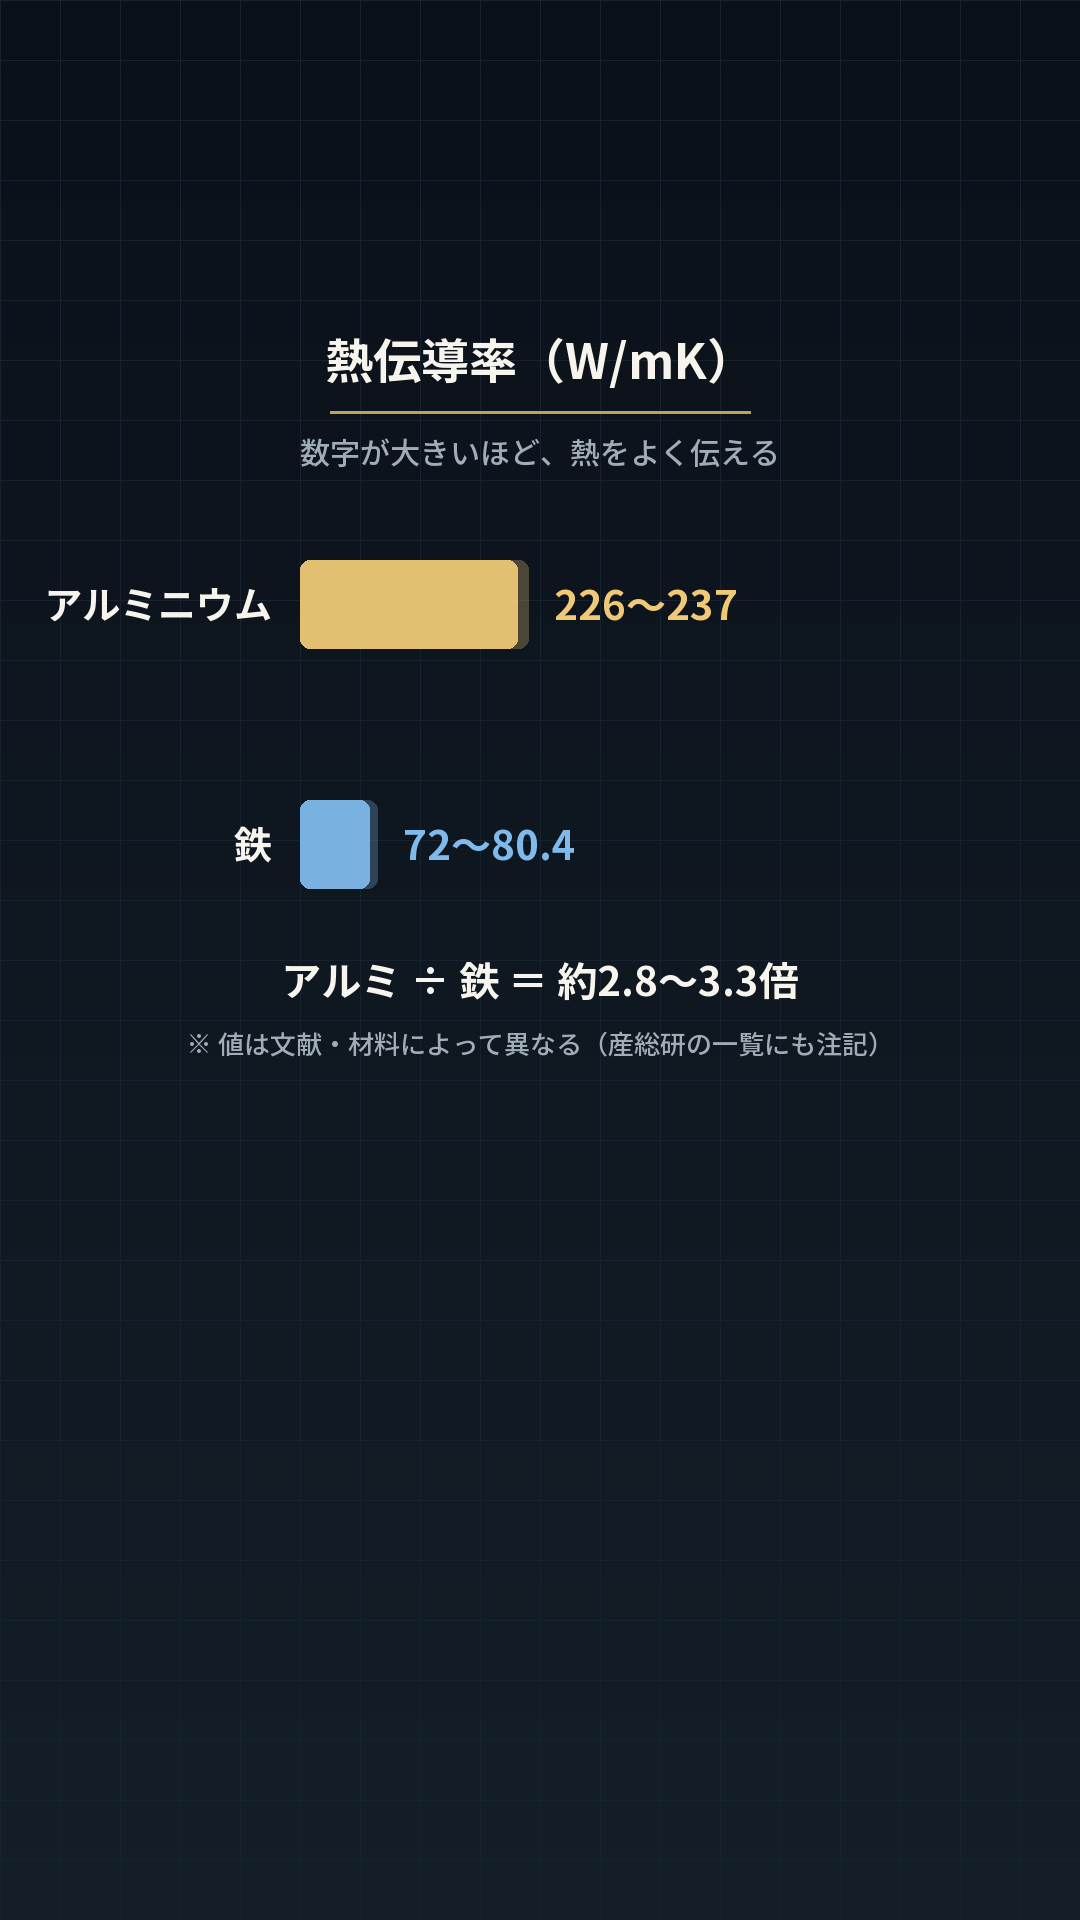 熱伝導率（W/mK）
数字が大きいほど、熱をよく伝える
アルミニウム 226〜237
鉄 72〜80.4
アルミ ÷ 鉄 ＝ 約2.8〜3.3倍
※ 値は文献・材料によって異なる（産総研の一覧にも注記）